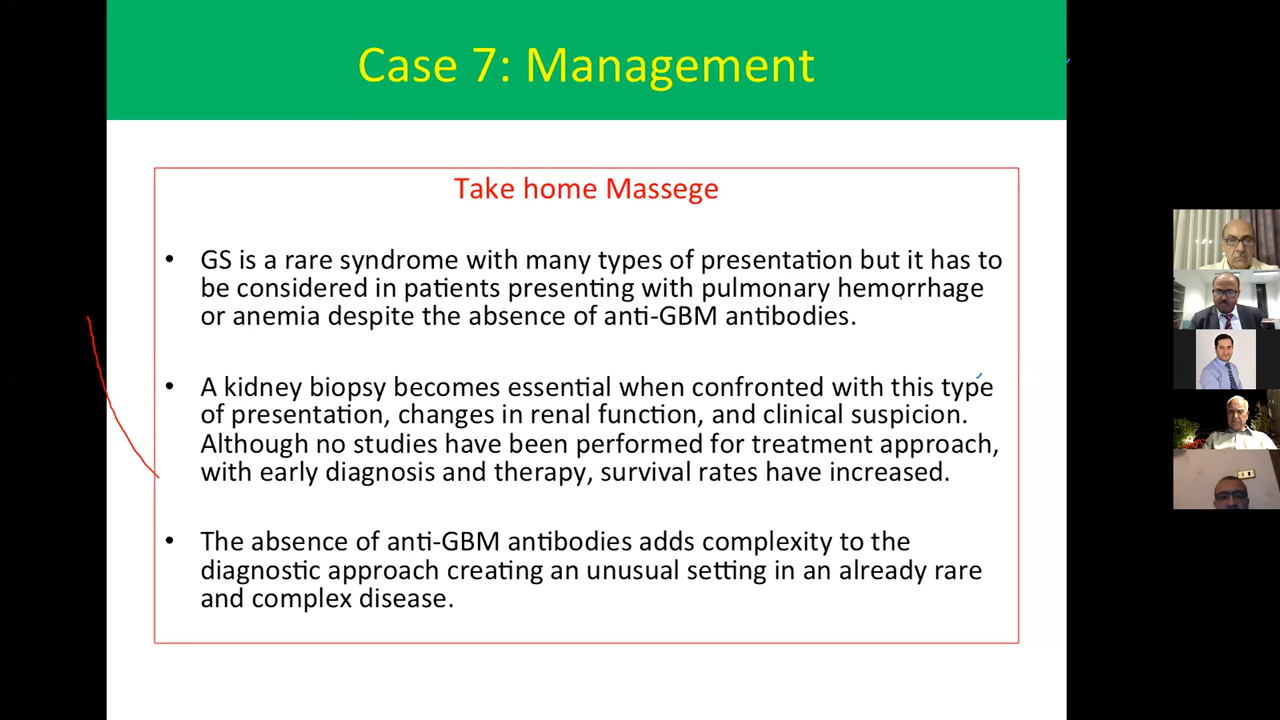 Case 7: Management
Take home Massege
• GS is a rare syndrome with many types of presentation but it has to
be considered in patients presenting with pulmonary hemorrhage
or anemia despite the absence of anti-GBM antibodies.
• A kidney biopsy becomes essential when confronted with this type
of presentation, changes in renal function, and clinical suspicion.
Although no studies have been performed for treatment approach,
with early diagnosis and therapy, survival rates have increased.
• The absence of anti-GBM antibodies adds complexity to the
diagnostic approach creating an unusual setting in an already rare
and complex disease.